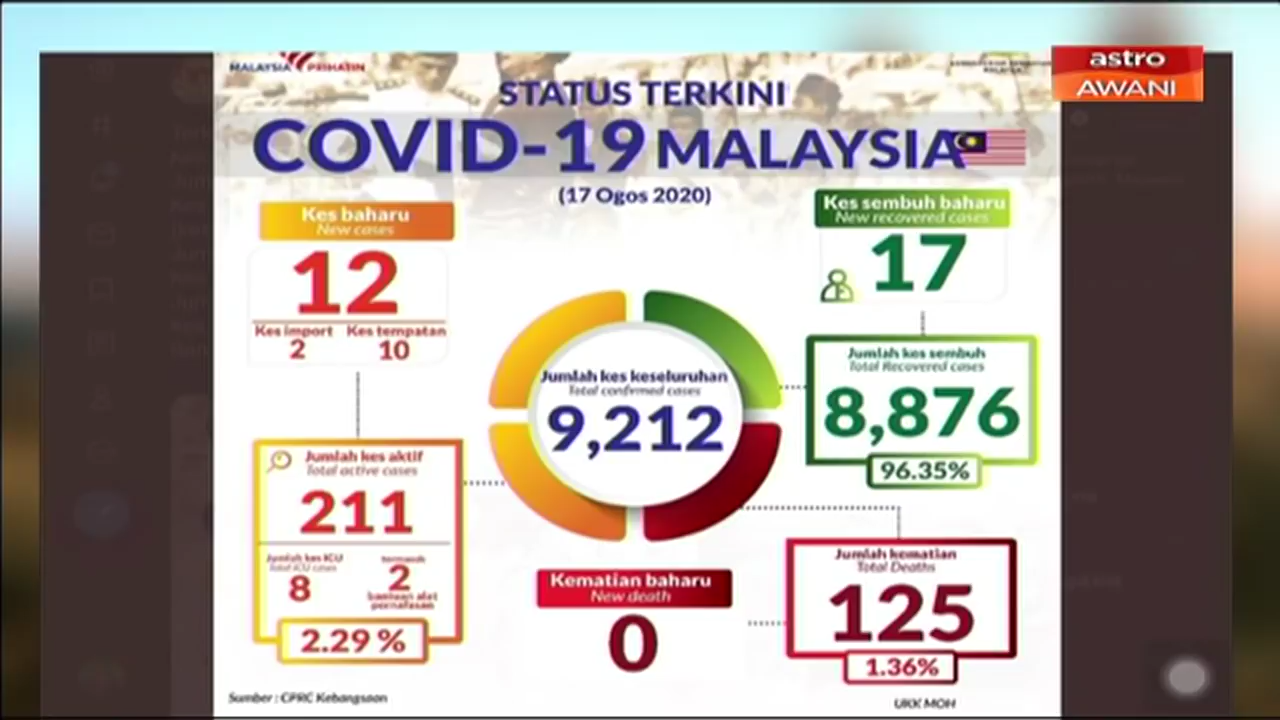 MALAYSIA PRIHATIN
astro
AWANI
STATUS TERKINI
COVID-19 MALAYSIA
(17 Ogos 2020)
Kes baharu
New cases
12
Kes import
2
Kes tempatan
10
Kes sembuh baharu
New recovered cases
17
Jumlah kes keseluruhan
Total confirmed cases
9,212
Jumlah kes sembuh
Total Recovered cases
8,876
96.35%
Jumlah kes aktif
Total active cases
211
Jumlah kes ICU
Total ICU cases
8
termasuk
2
bantuan alat
pernafasan
2.29 %
Kematian baharu
New death
0
Jumlah kematian
Total Deaths
125
1.36%
Sumber : CPRC Kebangsaan
UKK MOH